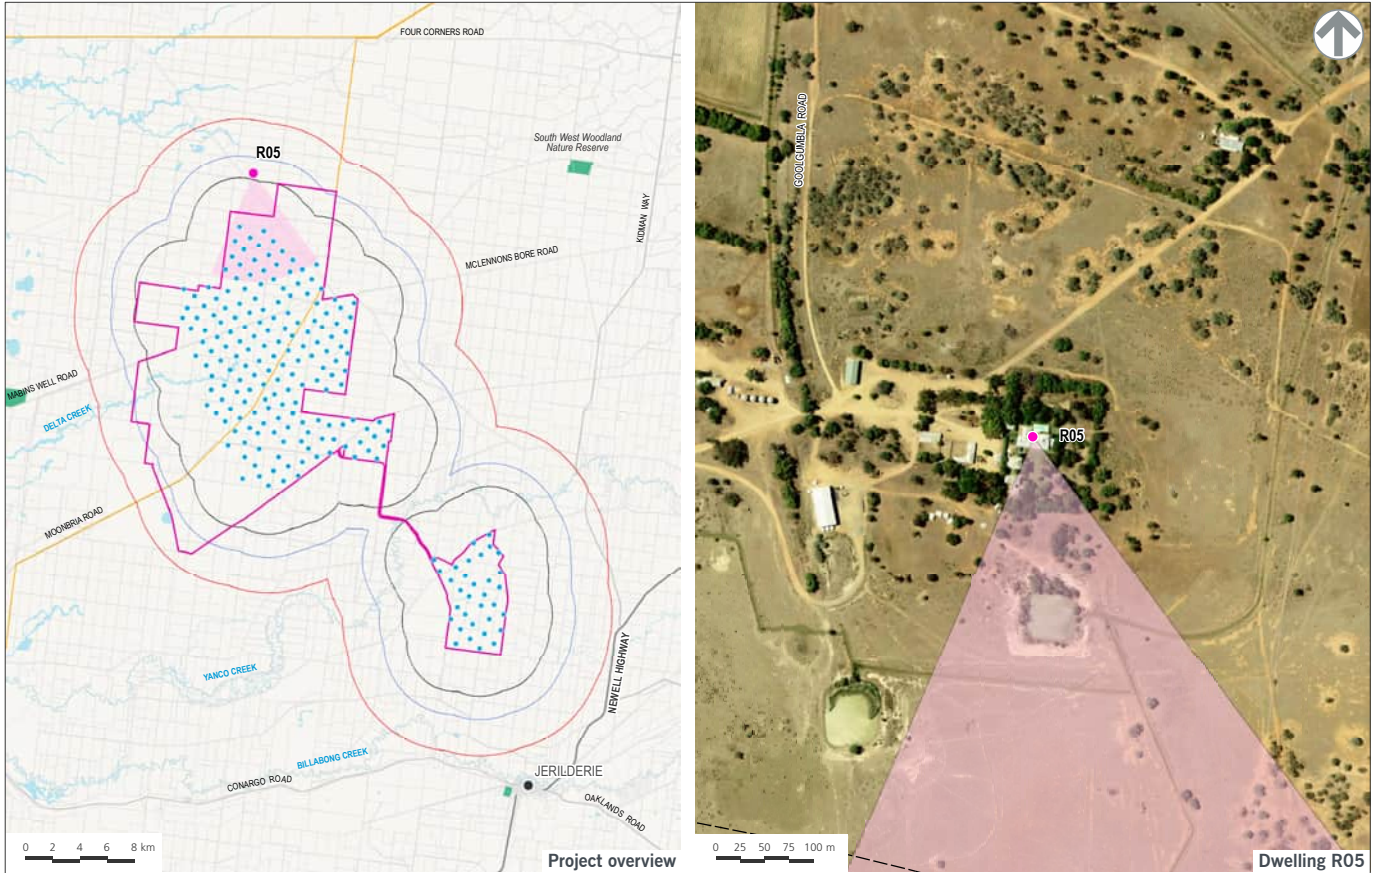 FOUR CORNERS ROAD
South West Woodland
Nature Reserve
R05
KIDMAN WAY
MCLENNONS BORE ROAD
MABINS WELL ROAD
DELTA CREEK
MOONBRIA ROAD
YANCO CREEK
NEWELL HIGHWAY
BILLABONG CREEK
CONARGO ROAD
JERILDERIE
OAKLANDS ROAD
0 2 4 6 8 km
Project overview
GOOLGUMBLA ROAD
R05
0 25 50 75 100 m
Dwelling R05